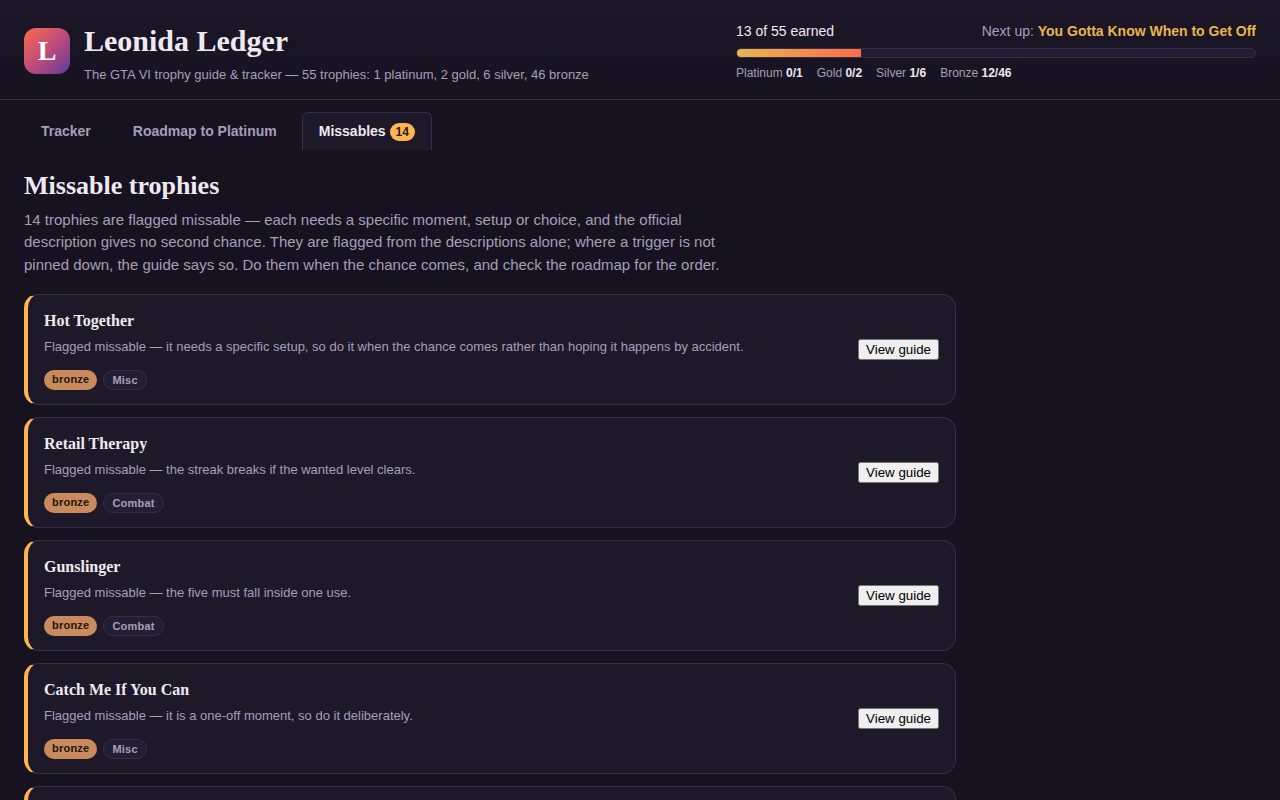 L
Leonida Ledger
The GTA VI trophy guide & tracker — 55 trophies: 1 platinum, 2 gold, 6 silver, 46 bronze
13 of 55 earned
Next up: You Gotta Know When to Get Off
Platinum 0/1 Gold 0/2 Silver 1/6 Bronze 12/46
Tracker
Roadmap to Platinum
Missables 14
Missable trophies
14 trophies are flagged missable — each needs a specific moment, setup or choice, and the official
description gives no second chance. They are flagged from the descriptions alone; where a trigger is not
pinned down, the guide says so. Do them when the chance comes, and check the roadmap for the order.
Hot Together
Flagged missable — it needs a specific setup, so do it when the chance comes rather than hoping it happens by accident.
View guide
bronze Misc
Retail Therapy
Flagged missable — the streak breaks if the wanted level clears.
View guide
bronze Combat
Gunslinger
Flagged missable — the five must fall inside one use.
View guide
bronze Combat
Catch Me If You Can
Flagged missable — it is a one-off moment, so do it deliberately.
View guide
bronze Misc